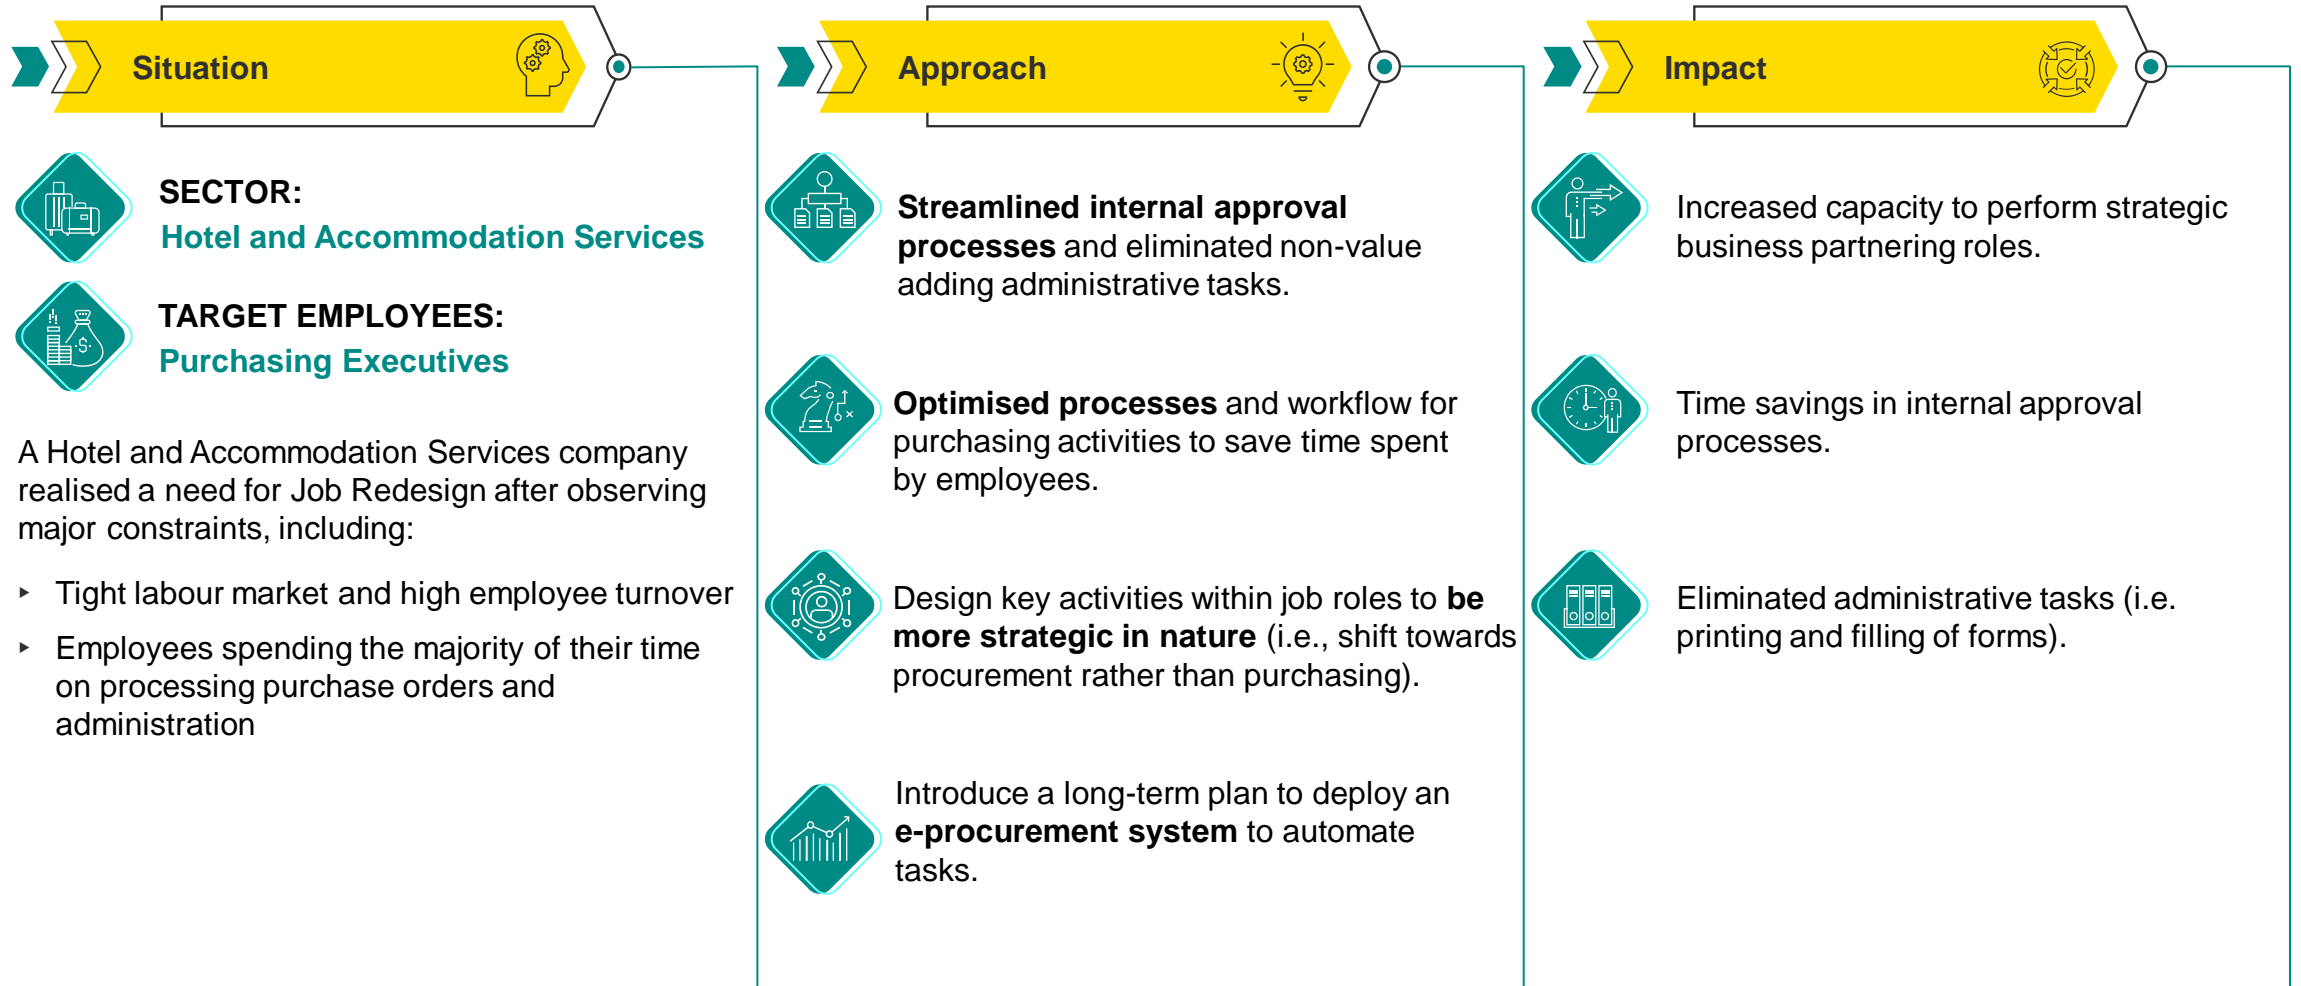 Situation
SECTOR:
Hotel and Accommodation Services
TARGET EMPLOYEES:
Purchasing Executives
A Hotel and Accommodation Services company
realised a need for Job Redesign after observing
major constraints, including:
‣ Tight labour market and high employee turnover
‣ Employees spending the majority of their time
on processing purchase orders and
administration
Approach
Streamlined internal approval
processes and eliminated non-value
adding administrative tasks.
Optimised processes and workflow for
purchasing activities to save time spent
by employees.
Design key activities within job roles to be
more strategic in nature (i.e., shift towards
procurement rather than purchasing).
Introduce a long-term plan to deploy an
e-procurement system to automate
tasks.
Impact
Increased capacity to perform strategic
business partnering roles.
Time savings in internal approval
processes.
Eliminated administrative tasks (i.e.
printing and filling of forms).